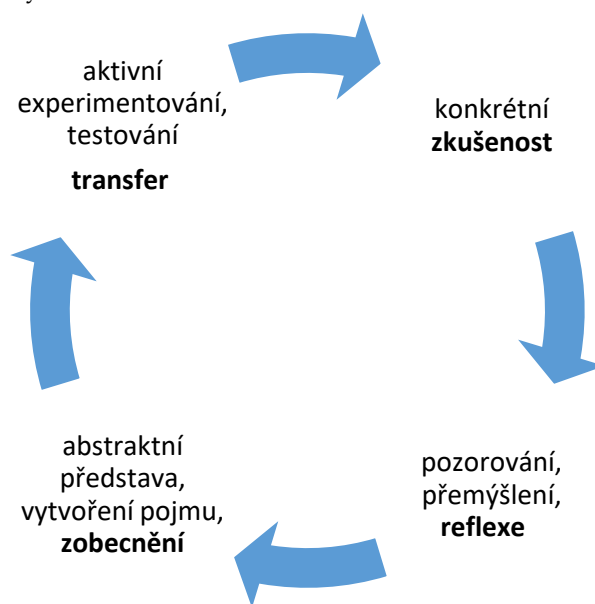 aktivní
experimentování,
testování
transfer
konkrétní
zkušenost
pozorování,
přemýšlení,
reflexe
abstraktní
představa,
vytvoření pojmu,
zobecnění